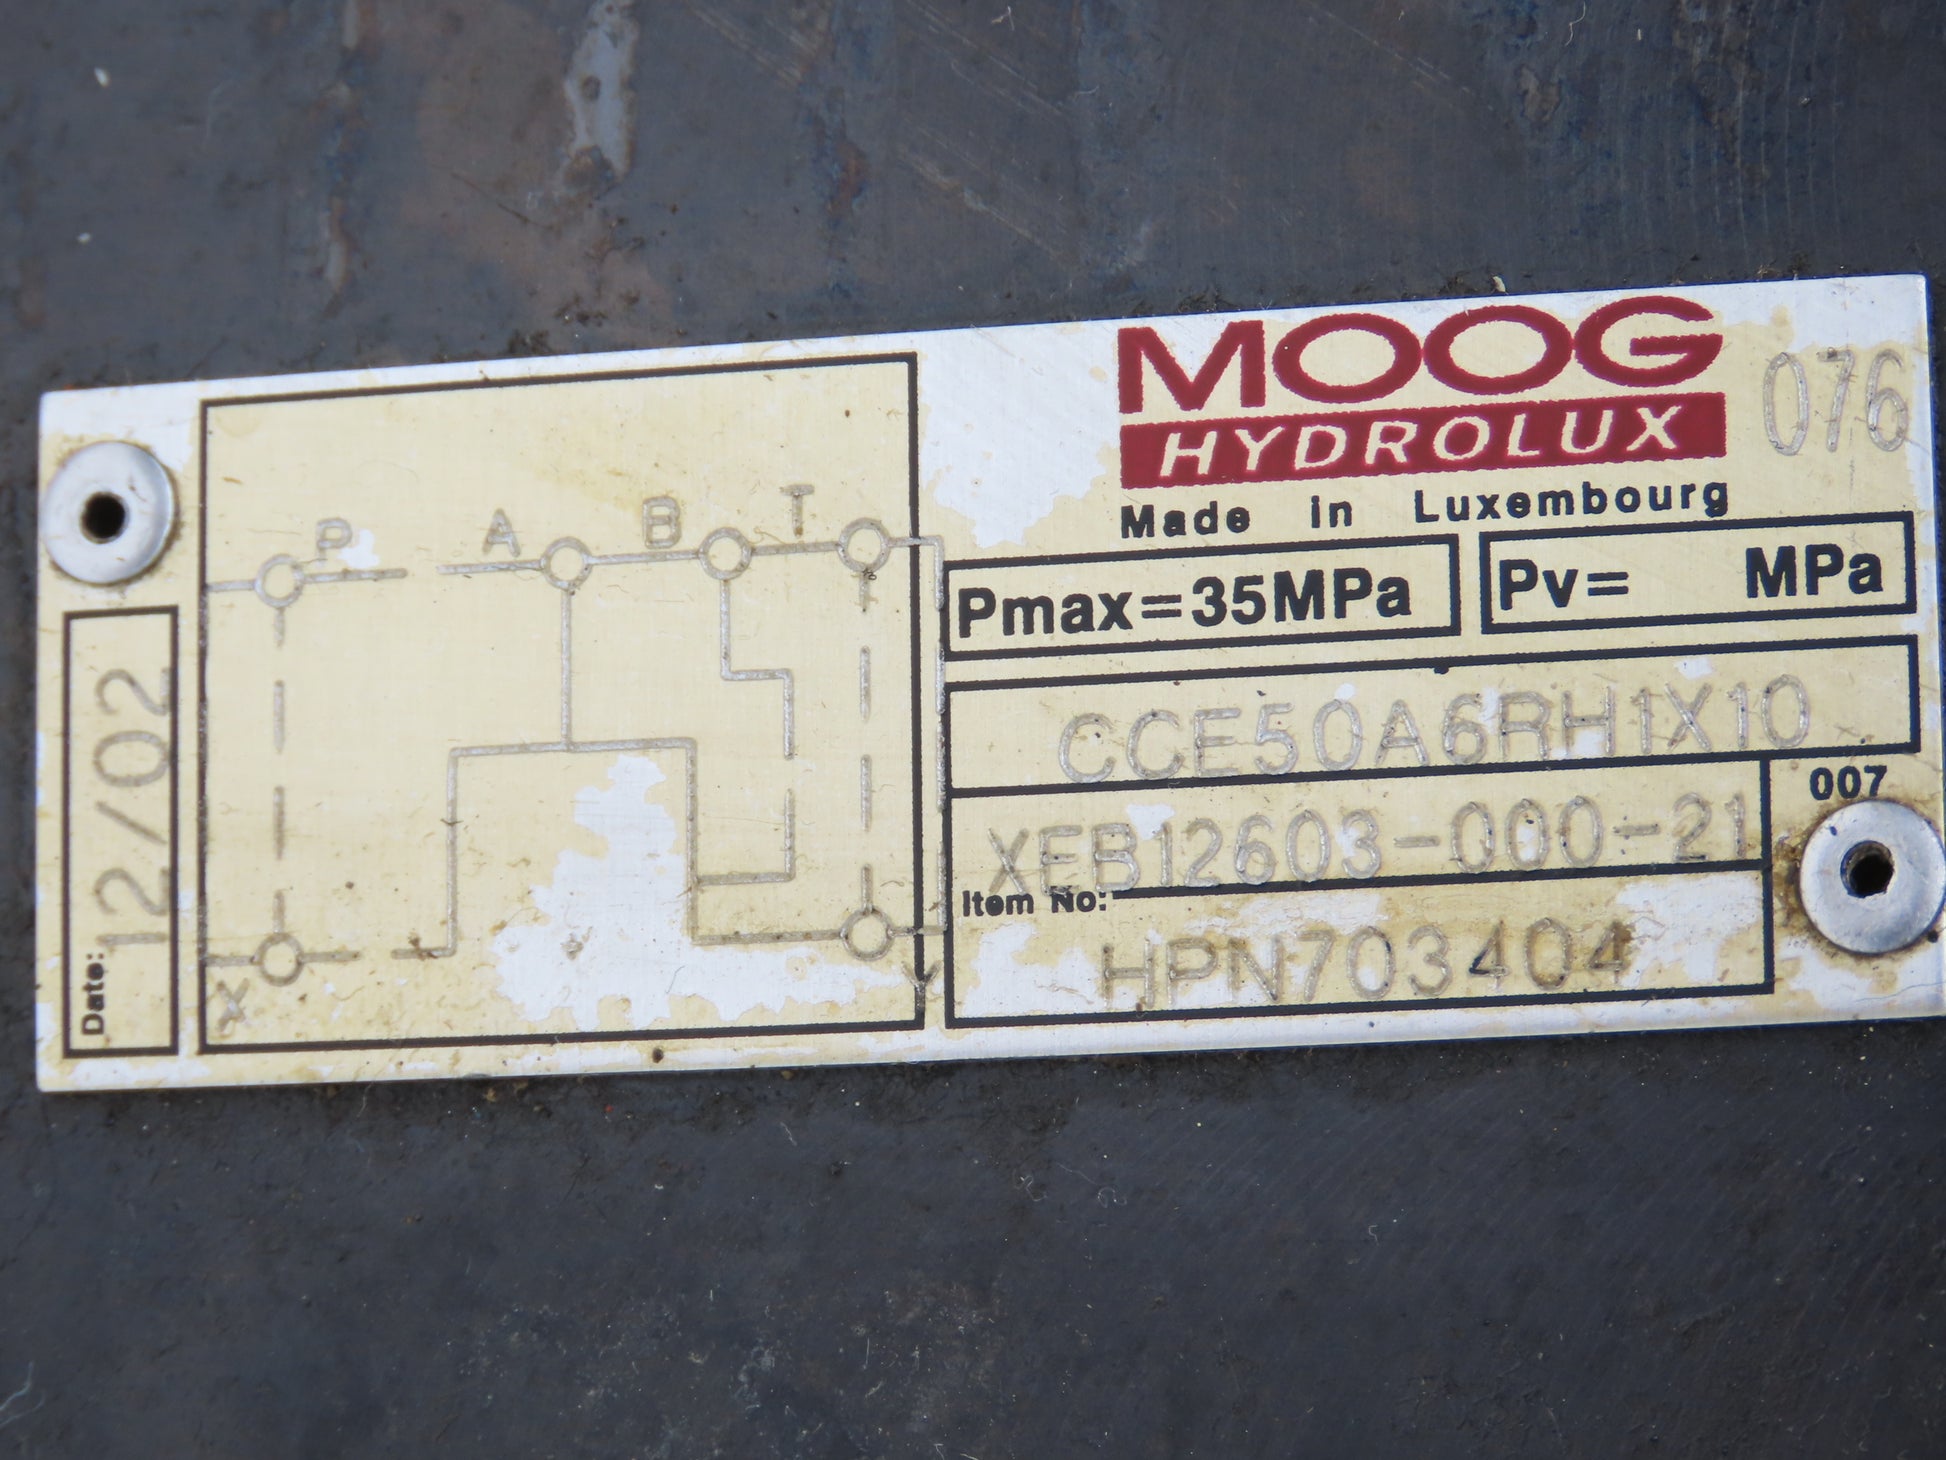 MOOG
HYDROLUX
076
Made in Luxembourg
Pmax=35MPa
Pv= MPa
CCE50A6RH1X10
007
XEB12603-000-21
Item No:
HPN703404
P A B T
X Y
Date: 12/02